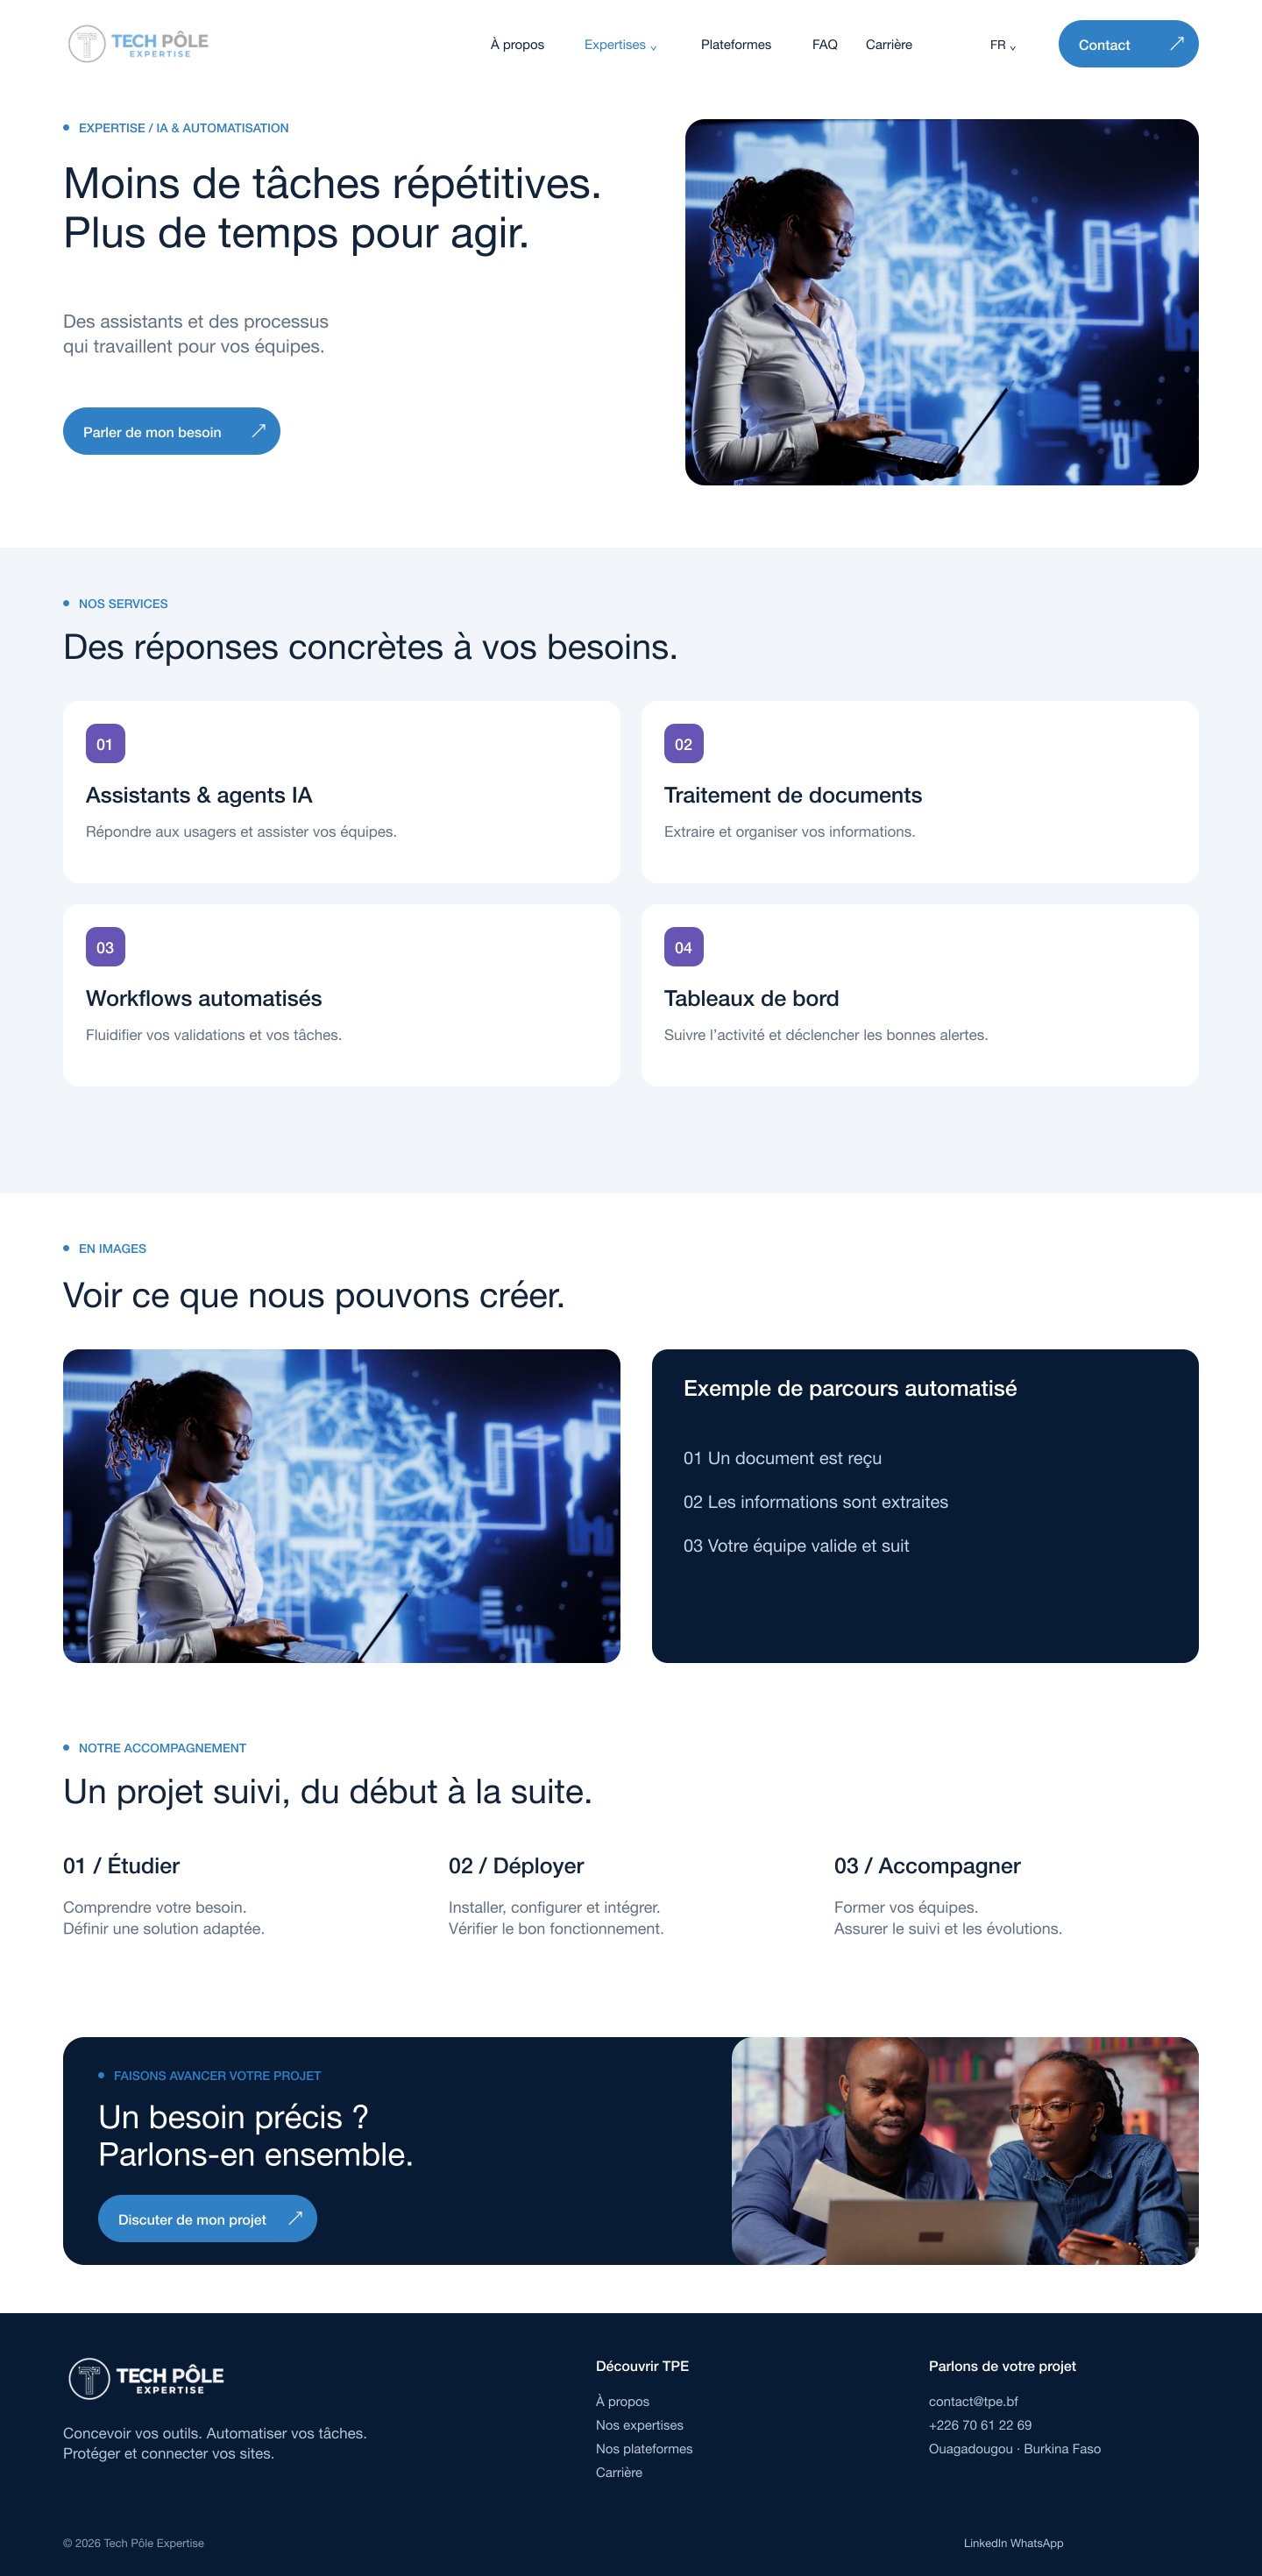 TECH PÔLE
EXPERTISE
À propos
Expertises
Plateformes
FAQ
Carrière
FR
Contact
EXPERTISE / IA & AUTOMATISATION
Moins de tâches répétitives.
Plus de temps pour agir.
Des assistants et des processus
qui travaillent pour vos équipes.
Parler de mon besoin
AI
NOS SERVICES
Des réponses concrètes à vos besoins.
01
Assistants & agents IA
Répondre aux usagers et assister vos équipes.
02
Traitement de documents
Extraire et organiser vos informations.
03
Workflows automatisés
Fluidifier vos validations et vos tâches.
04
Tableaux de bord
Suivre l’activité et déclencher les bonnes alertes.
EN IMAGES
Voir ce que nous pouvons créer.
AI
Exemple de parcours automatisé
01 Un document est reçu
02 Les informations sont extraites
03 Votre équipe valide et suit
NOTRE ACCOMPAGNEMENT
Un projet suivi, du début à la suite.
01 / Étudier
Comprendre votre besoin.
Définir une solution adaptée.
02 / Déployer
Installer, configurer et intégrer.
Vérifier le bon fonctionnement.
03 / Accompagner
Former vos équipes.
Assurer le suivi et les évolutions.
FAISONS AVANCER VOTRE PROJET
Un besoin précis ?
Parlons-en ensemble.
Discuter de mon projet
TECH PÔLE
EXPERTISE
Concevoir vos outils. Automatiser vos tâches.
Protéger et connecter vos sites.
Découvrir TPE
À propos
Nos expertises
Nos plateformes
Carrière
Parlons de votre projet
contact@tpe.bf
+226 70 61 22 69
Ouagadougou · Burkina Faso
© 2026 Tech Pôle Expertise
LinkedIn WhatsApp